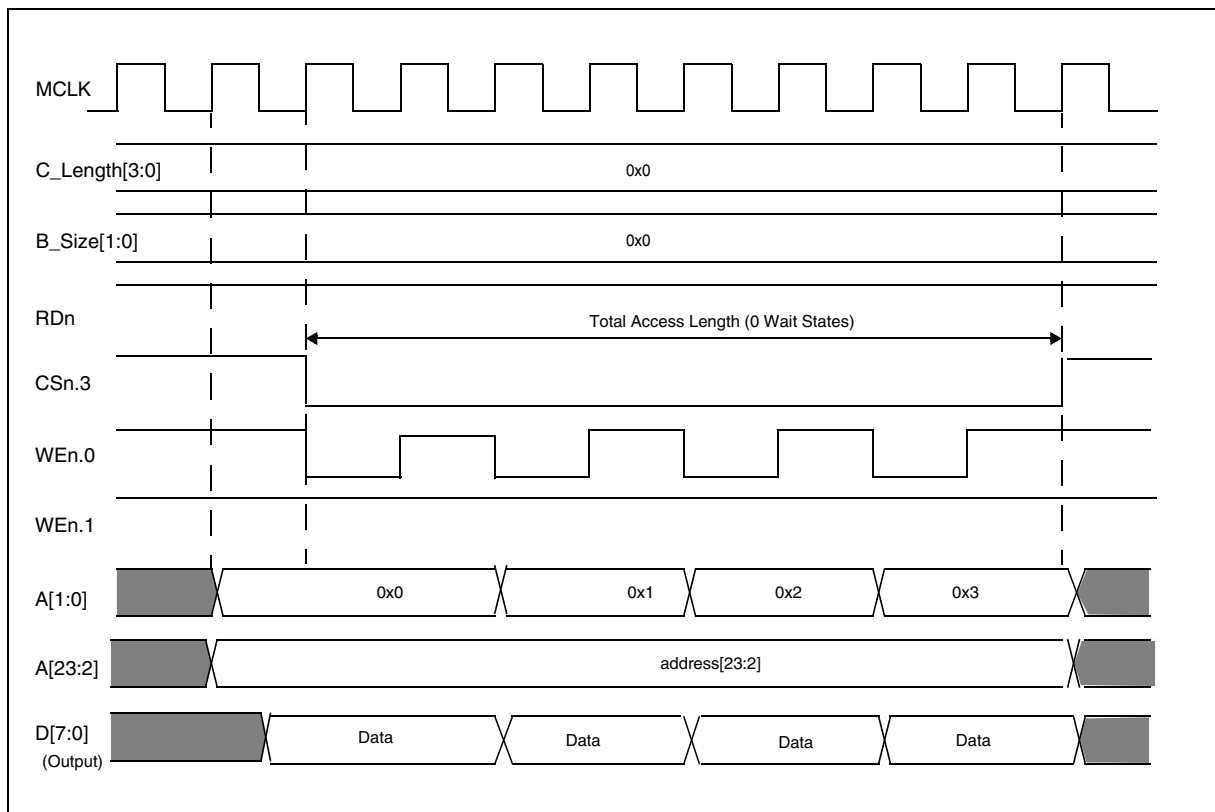 MCLK
C_Length[3:0]
0x0
B_Size[1:0]
0x0
RDn
Total Access Length (0 Wait States)
CSn.3
WEn.0
WEn.1
A[1:0]
0x0
0x1
0x2
0x3
A[23:2]
address[23:2]
D[7:0]
(Output)
Data
Data
Data
Data